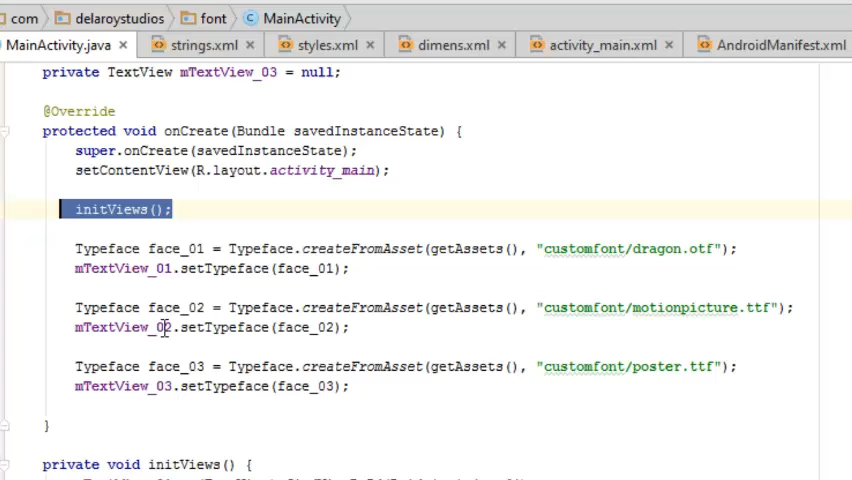 com delaroystudios font MainActivity
MainActivity.java strings.xml styles.xml dimens.xml activity_main.xml AndroidManifest.xml
private TextView mTextView_03 = null;
@Override
protected void onCreate(Bundle savedInstanceState) {
super.onCreate(savedInstanceState);
setContentView(R.layout.activity_main);
initViews();
Typeface face_01 = Typeface.createFromAsset(getAssets(), "customfont/dragon.otf");
mTextView_01.setTypeface(face_01);
Typeface face_02 = Typeface.createFromAsset(getAssets(), "customfont/motionpicture.ttf");
mTextView_02.setTypeface(face_02);
Typeface face_03 = Typeface.createFromAsset(getAssets(), "customfont/poster.ttf");
mTextView_03.setTypeface(face_03);
}
private void initViews() {